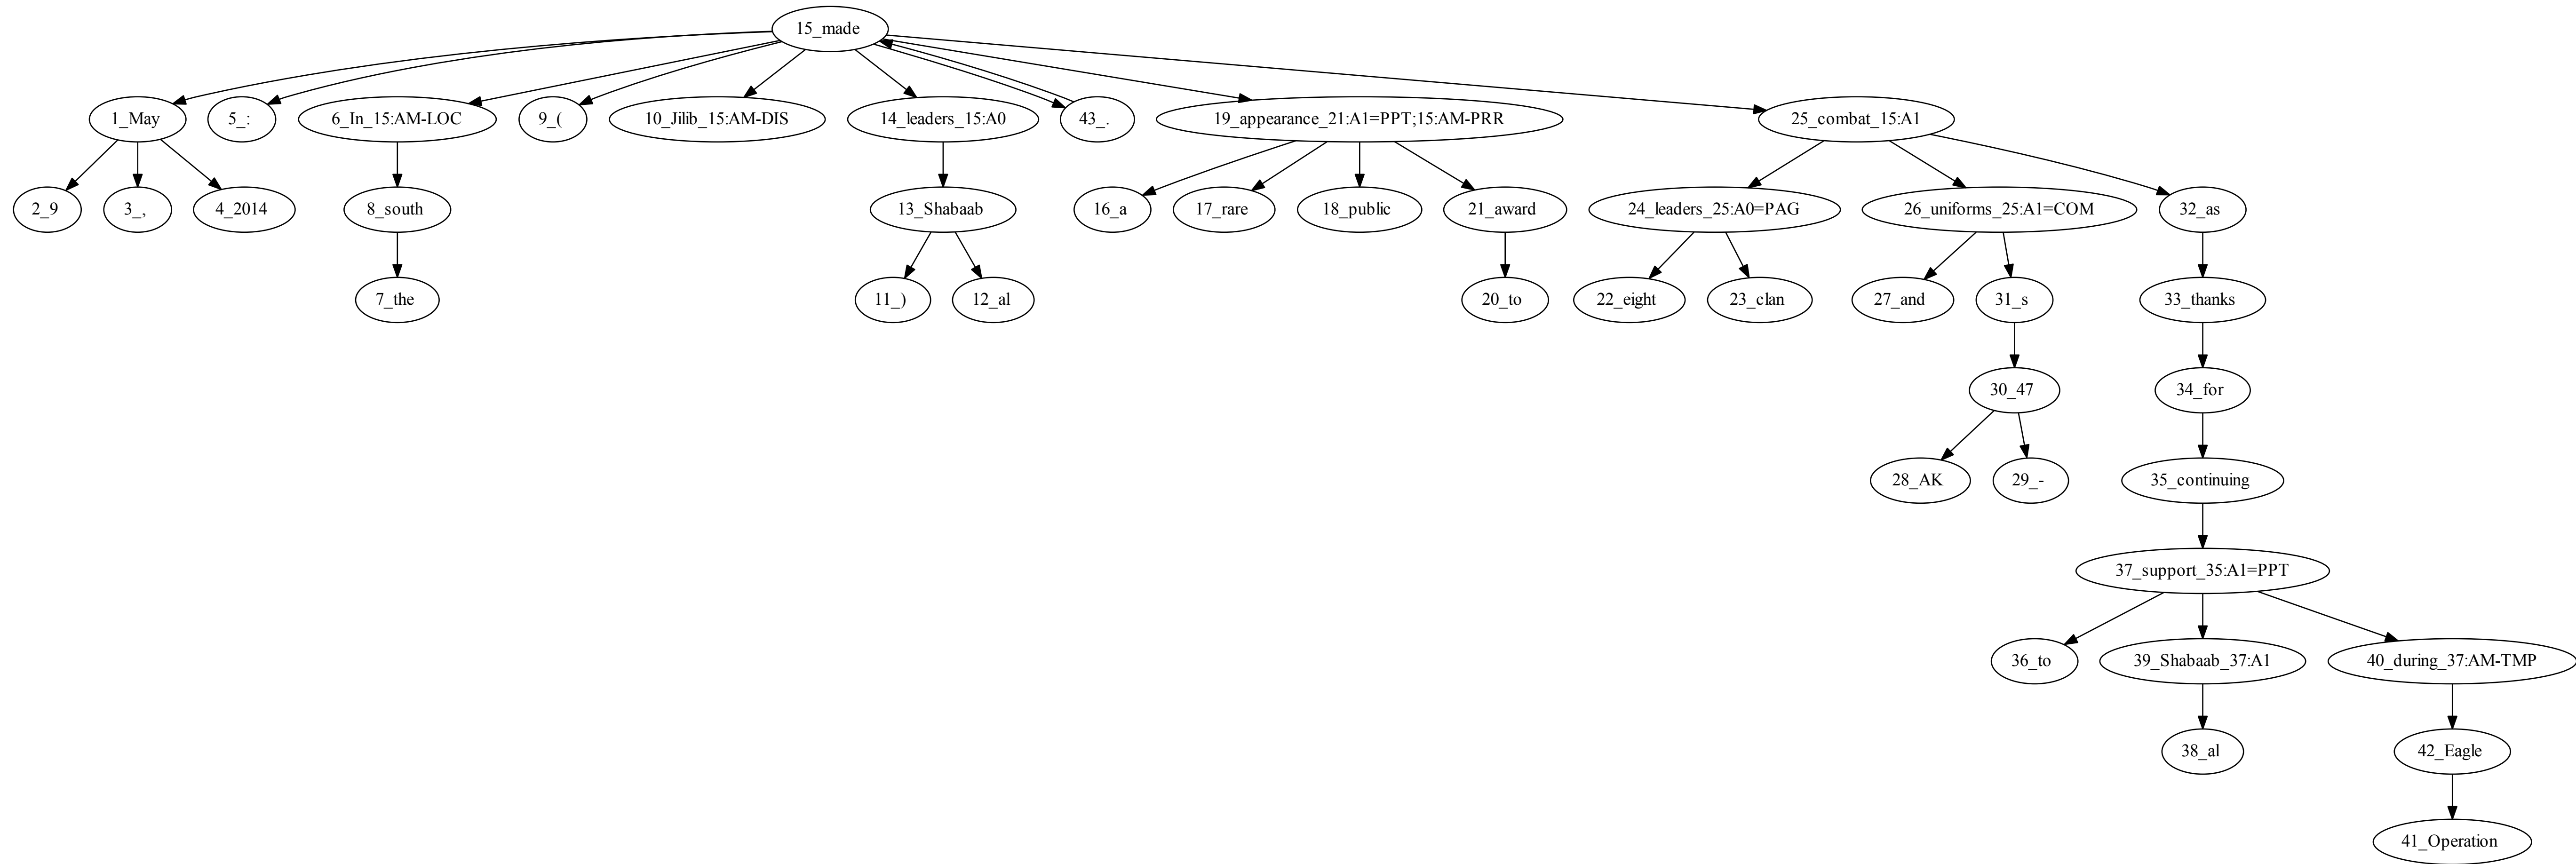 15_made
1_May
5_:
6_In_15:AM-LOC
9_(
10_Jilib_15:AM-DIS
14_leaders_15:A0
43_.
19_appearance_21:A1=PPT;15:AM-PRR
25_combat_15:A1
2_9
3_,
4_2014
8_south
13_Shabaab
16_a
17_rare
18_public
21_award
24_leaders_25:A0=PAG
26_uniforms_25:A1=COM
32_as
7_the
11_)
12_al
20_to
22_eight
23_clan
27_and
31_s
33_thanks
30_47
34_for
28_AK
29_-
35_continuing
37_support_35:A1=PPT
36_to
39_Shabaab_37:A1
40_during_37:AM-TMP
38_al
42_Eagle
41_Operation